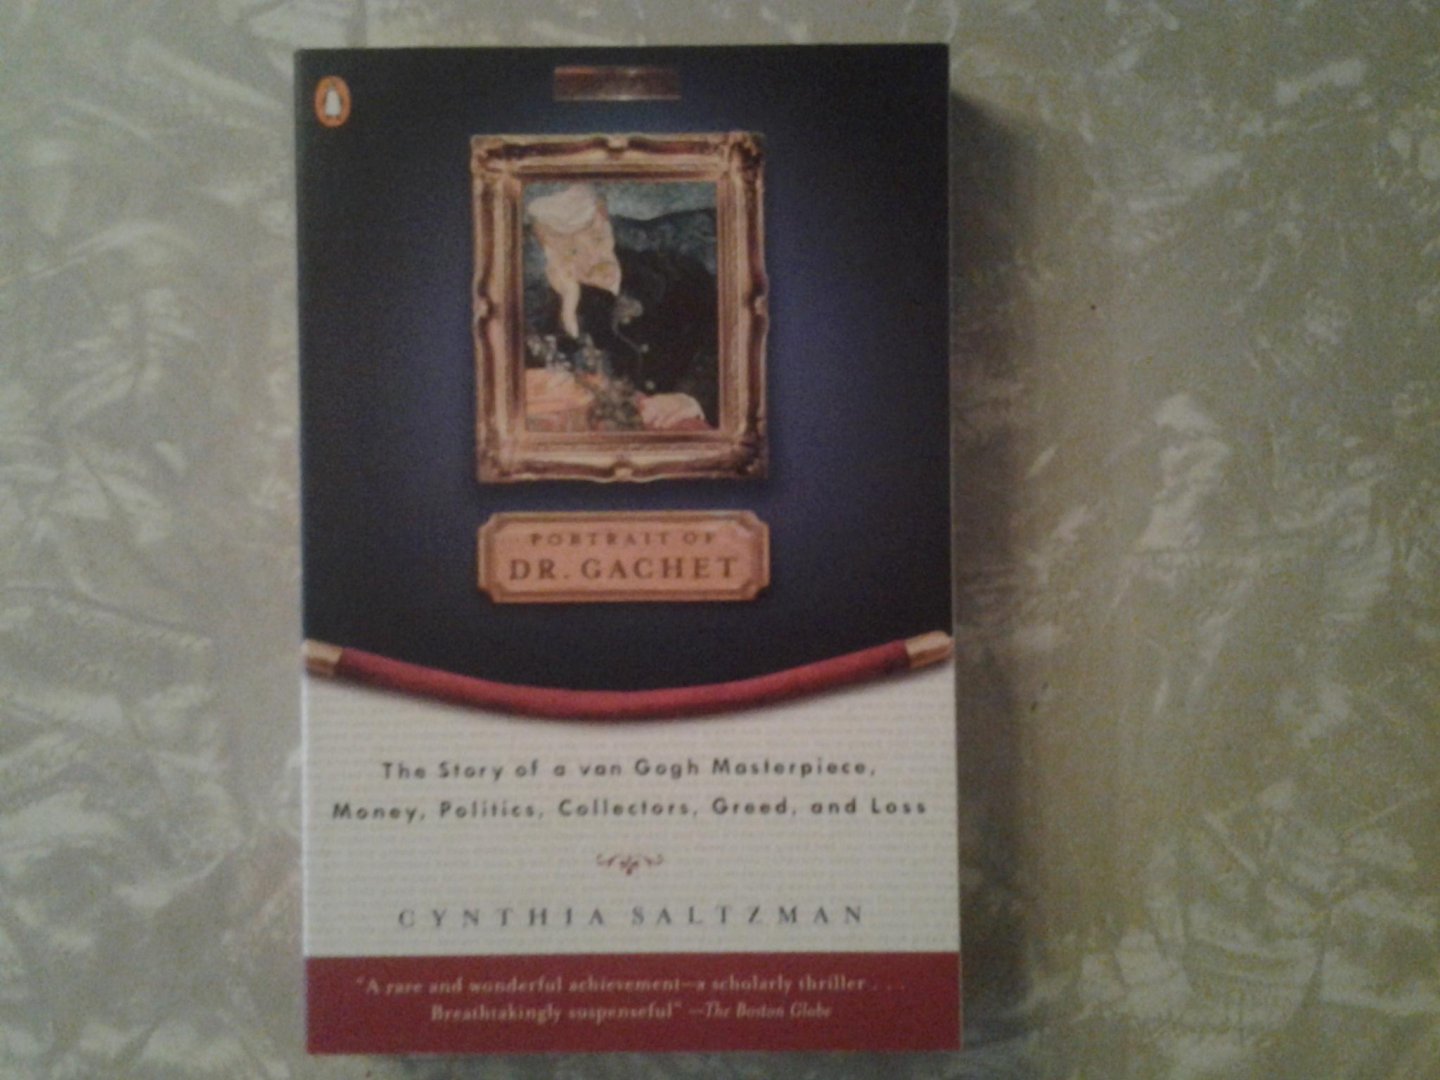 PORTRAIT OF
DR. GACHET
The Story of a van Gogh Masterpiece,
Money, Politics, Collectors, Greed, and Loss
CYNTHIA SALTZMAN
"A rare and wonderful achievement—a scholarly thriller . . .
Breathtakingly suspenseful" —The Boston Globe